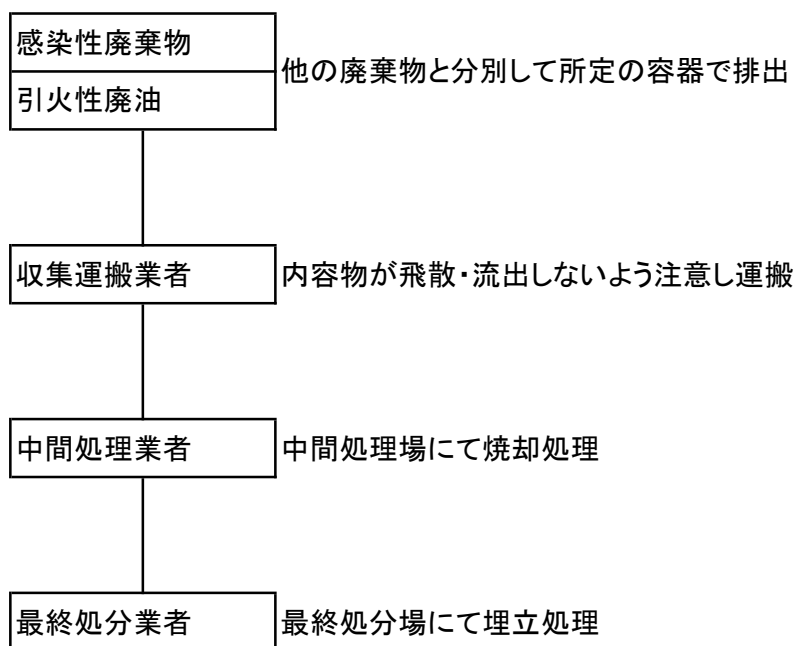 感染性廃棄物
他の廃棄物と分別して所定の容器で排出
引火性廃油
収集運搬業者
内容物が飛散・流出しないよう注意し運搬
中間処理業者
中間処理場にて焼却処理
最終処分業者
最終処分場にて埋立処理